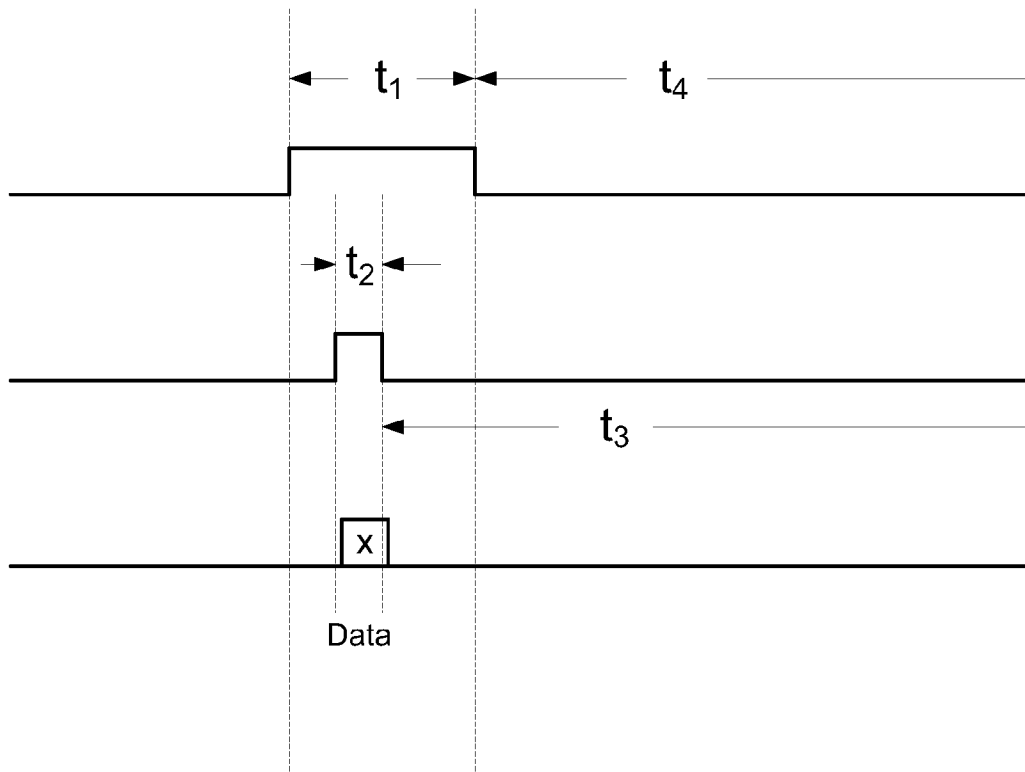 t₁ t₄
t₂
t₃
x
Data